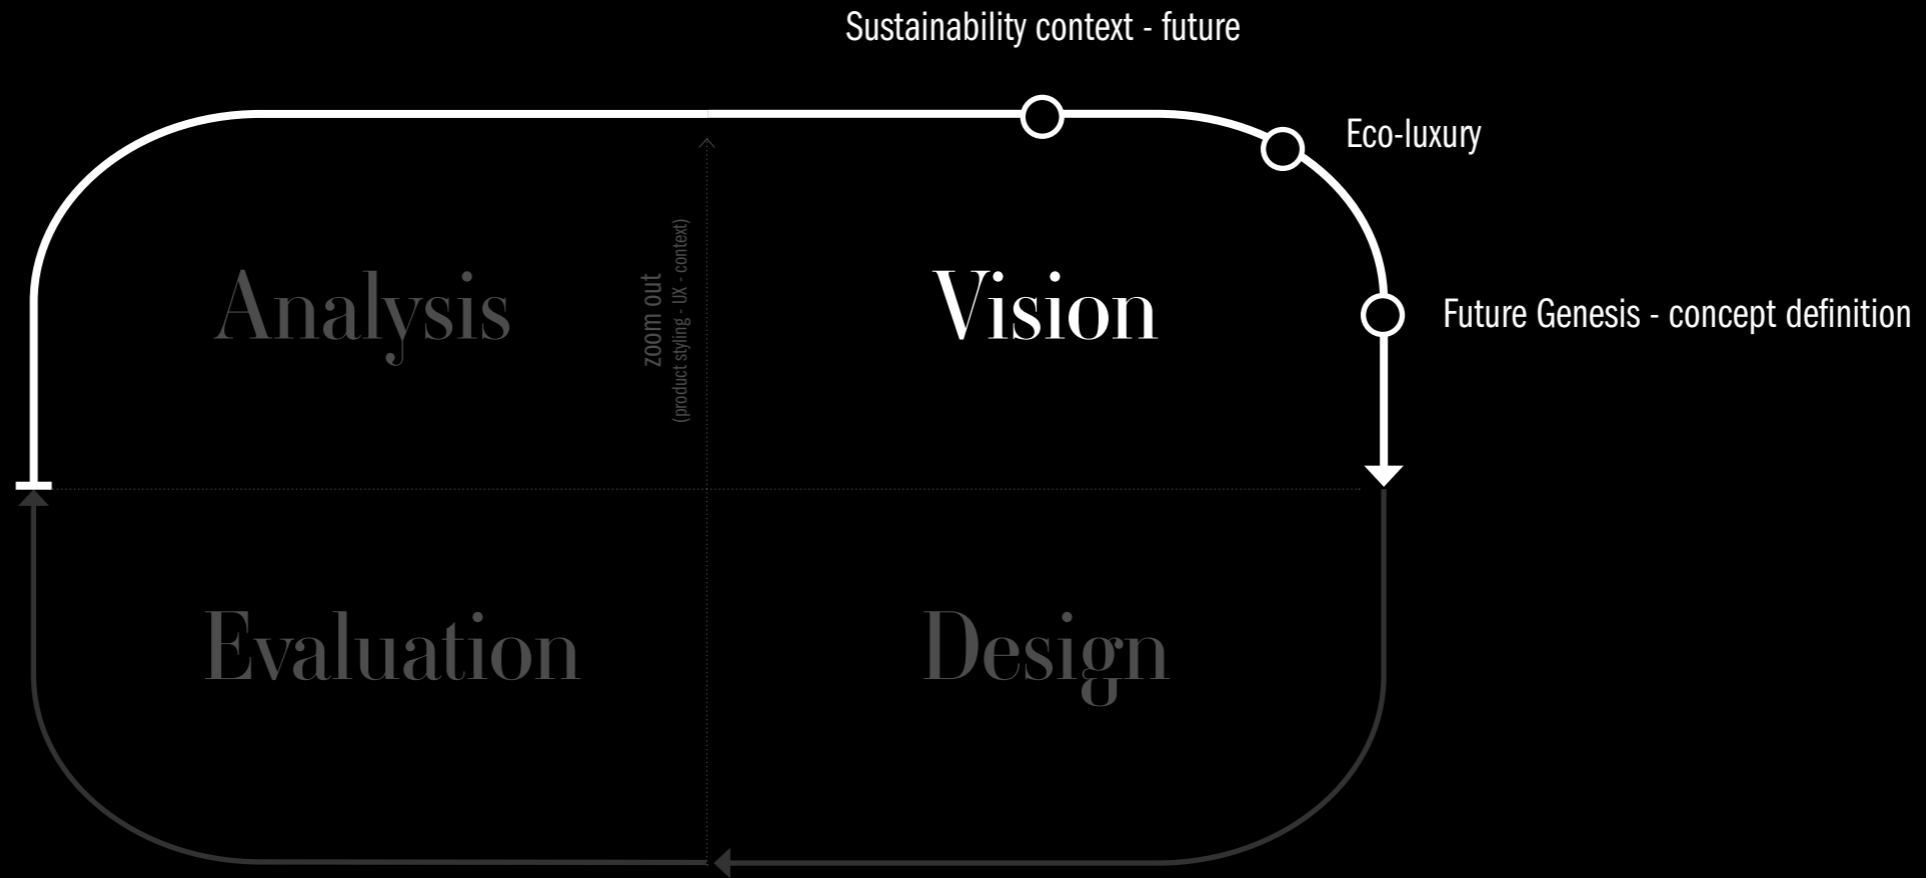 Sustainability context - future
Eco-luxury
Analysis
zoom out
(product styling - UX - context)
Vision
Future Genesis - concept definition
Evaluation
Design